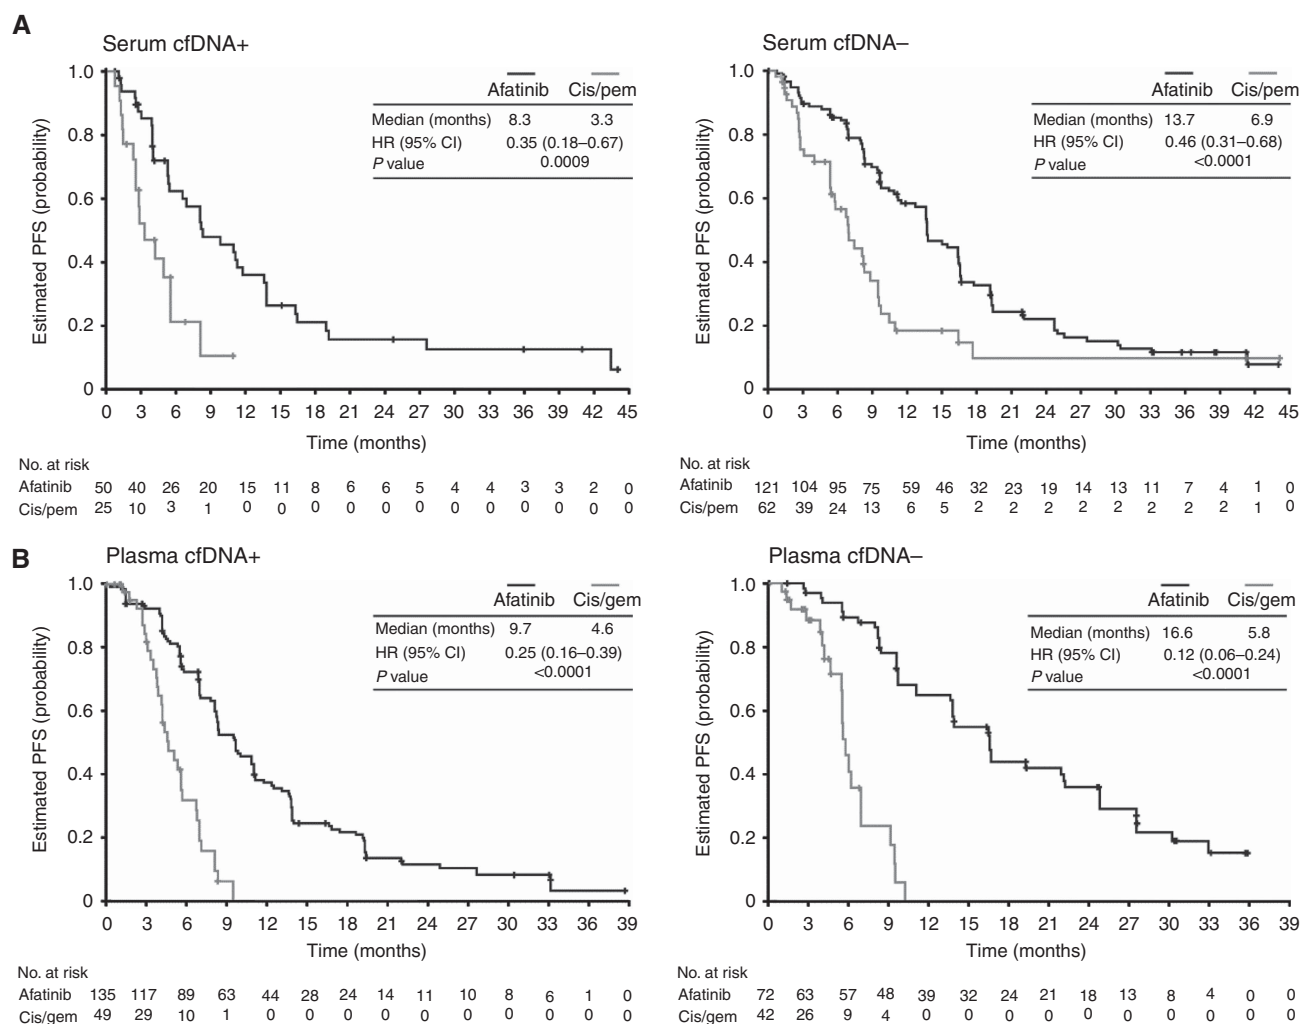 A
Serum cfDNA+
Afatinib Cis/pem
Median (months) 8.3 3.3
HR (95% CI) 0.35 (0.18–0.67)
P value 0.0009
Estimated PFS (probability)
1.0
0.8
0.6
0.4
0.2
0
0 3 6 9 12 15 18 21 24 27 30 33 36 39 42 45
Time (months)
No. at risk
Afatinib 50 40 26 20 15 11 8 6 6 5 4 4 3 3 2 0
Cis/pem 25 10 3 1 0 0 0 0 0 0 0 0 0 0 0 0
Serum cfDNA–
Afatinib Cis/pem
Median (months) 13.7 6.9
HR (95% CI) 0.46 (0.31–0.68)
P value <0.0001
Estimated PFS (probability)
1.0
0.8
0.6
0.4
0.2
0
0 3 6 9 12 15 18 21 24 27 30 33 36 39 42 45
Time (months)
No. at risk
Afatinib 121 104 95 75 59 46 32 23 19 14 13 11 7 4 1 0
Cis/pem 62 39 24 13 6 5 2 2 2 2 2 2 2 2 1 0
B
Plasma cfDNA+
Afatinib Cis/gem
Median (months) 9.7 4.6
HR (95% CI) 0.25 (0.16–0.39)
P value <0.0001
Estimated PFS (probability)
1.0
0.8
0.6
0.4
0.2
0
0 3 6 9 12 15 18 21 24 27 30 33 36 39
Time (months)
No. at risk
Afatinib 135 117 89 63 44 28 24 14 11 10 8 6 1 0
Cis/gem 49 29 10 1 0 0 0 0 0 0 0 0 0 0
Plasma cfDNA–
Afatinib Cis/gem
Median (months) 16.6 5.8
HR (95% CI) 0.12 (0.06–0.24)
P value <0.0001
Estimated PFS (probability)
1.0
0.8
0.6
0.4
0.2
0
0 3 6 9 12 15 18 21 24 27 30 33 36 39
Time (months)
No. at risk
Afatinib 72 63 57 48 39 32 24 21 18 13 8 4 0 0
Cis/gem 42 26 9 4 0 0 0 0 0 0 0 0 0 0